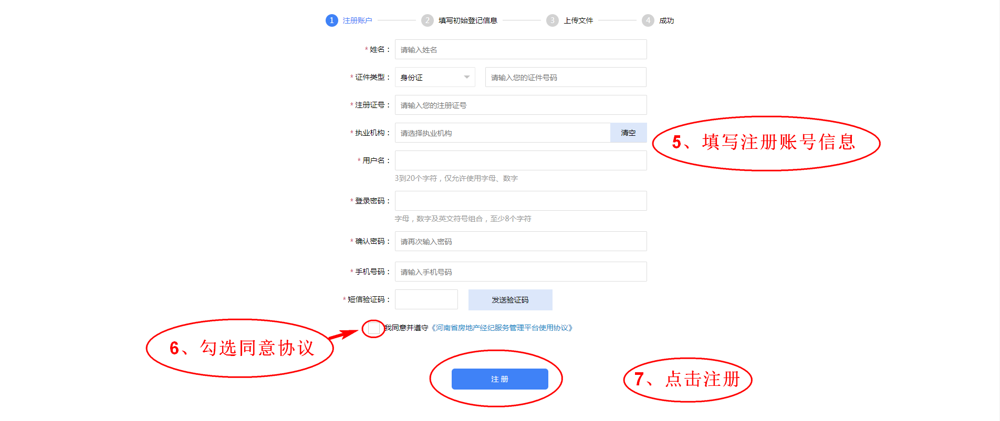 1 注册账户 2 填写初始登记信息 3 上传文件 4 成功
* 姓名： 请输入姓名
* 证件类型： 身份证 请输入您的证件号码
* 注册证号： 请输入您的注册证号
* 执业机构： 请选择执业机构 清空
5、填写注册账号信息
* 用户名：
3到20个字符，仅允许使用字母、数字
* 登录密码：
字母，数字及英文符号组合，至少8个字符
* 确认密码： 请再次输入密码
* 手机号码： 请输入手机号码
* 短信验证码： 发送验证码
我同意并遵守《河南省房地产经纪服务管理平台使用协议》
6、勾选同意协议
注 册
7、点击注册